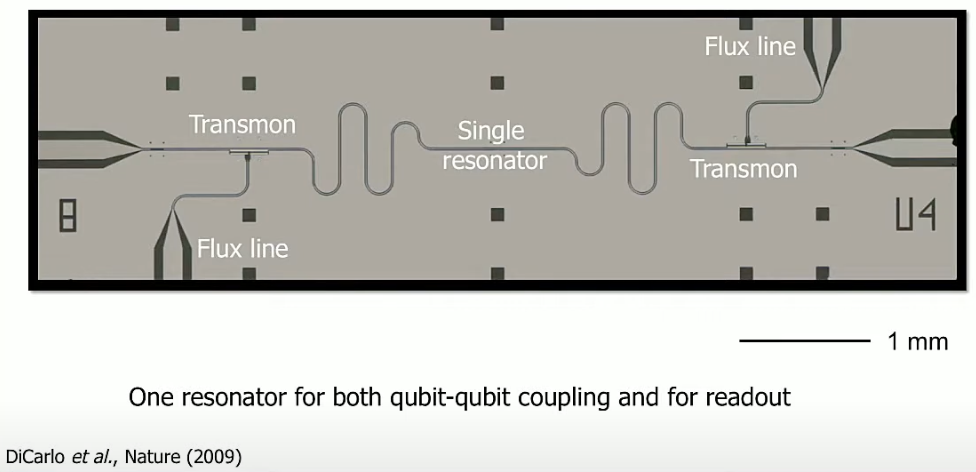 Flux line
Transmon
Single
resonator
Transmon
8
U4
Flux line
1 mm
One resonator for both qubit-qubit coupling and for readout
DiCarlo et al., Nature (2009)